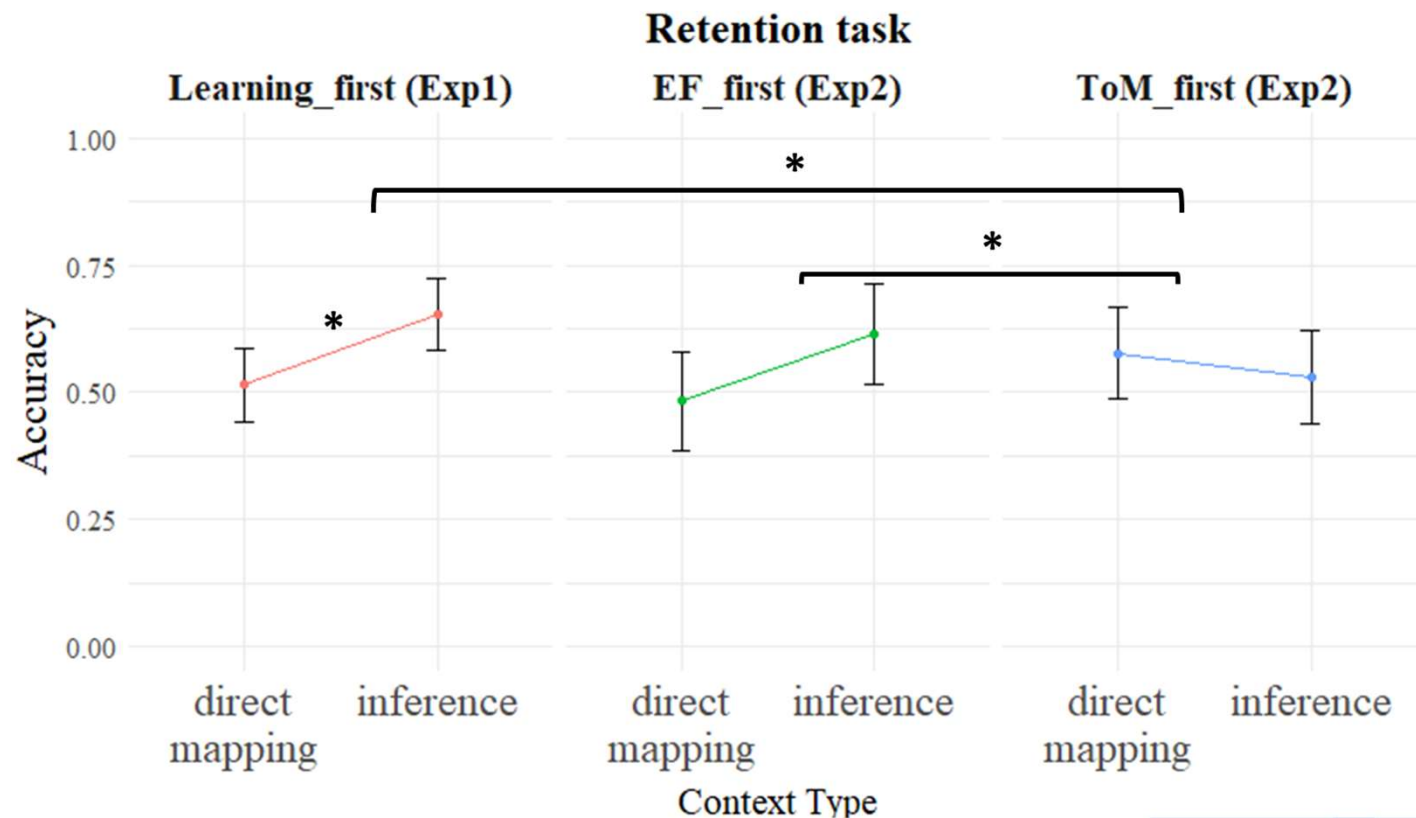 Retention task
Learning_first (Exp1) EF_first (Exp2) ToM_first (Exp2)
1.00
*
*
0.75
*
0.50
0.25
0.00
Accuracy
direct inference direct inference direct inference
mapping mapping mapping
Context Type